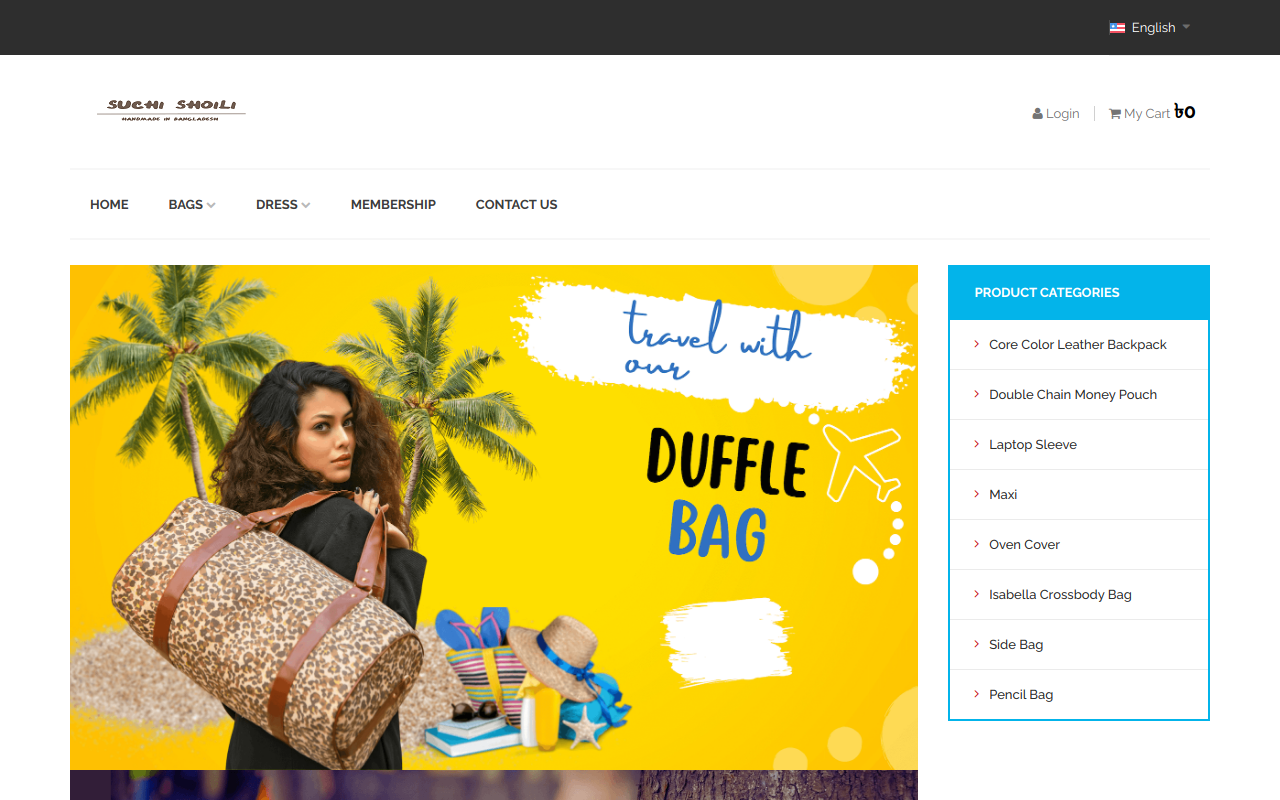 English
SUCHI SHOILI
HANDMADE IN BANGLADESH
Login
My Cart ৳0
HOME
BAGS
DRESS
MEMBERSHIP
CONTACT US
travel with
our
DUFFLE
BAG
PRODUCT CATEGORIES
Core Color Leather Backpack
Double Chain Money Pouch
Laptop Sleeve
Maxi
Oven Cover
Isabella Crossbody Bag
Side Bag
Pencil Bag